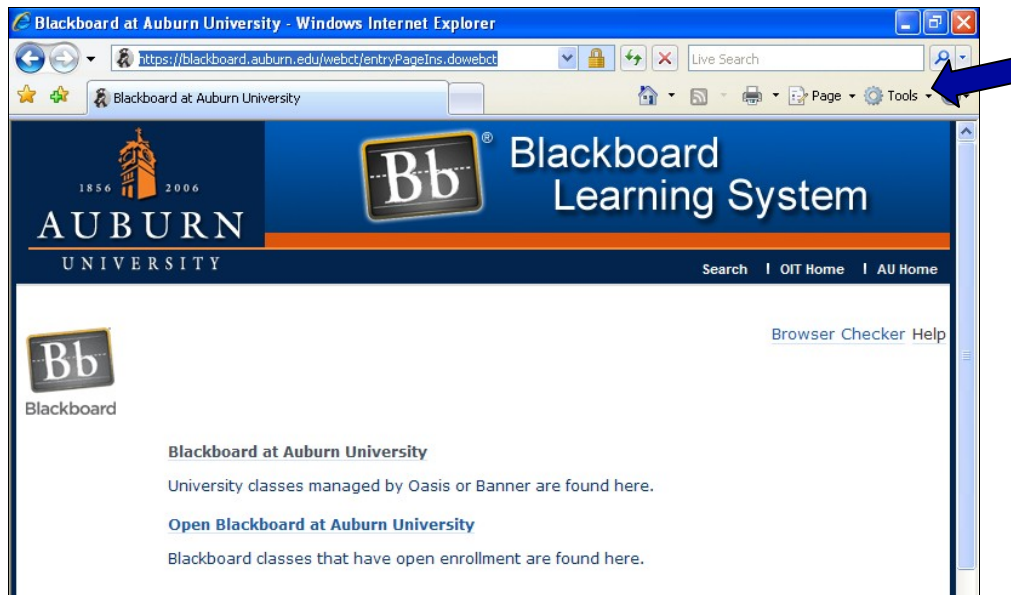 Blackboard at Auburn University - Windows Internet Explorer
https://blackboard.auburn.edu/webct/entryPageIns.dowebct
Live Search
Blackboard at Auburn University
Page
Tools
Bb
®
Blackboard
Learning System
1856 2006
AUBURN
UNIVERSITY
Search | OIT Home | AU Home
Browser Checker Help
Bb
Blackboard
Blackboard at Auburn University
University classes managed by Oasis or Banner are found here.
Open Blackboard at Auburn University
Blackboard classes that have open enrollment are found here.